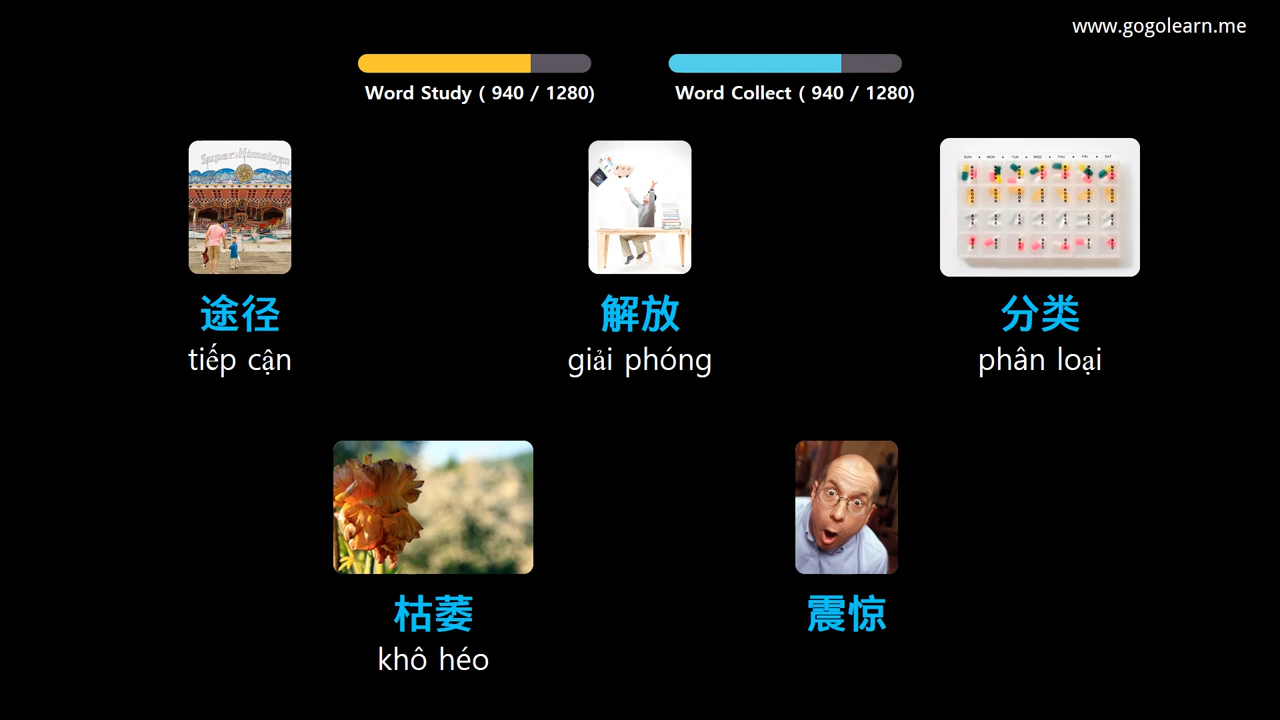 www.gogolearn.me
Word Study ( 940 / 1280)
Word Collect ( 940 / 1280)
途径
tiếp cận
解放
giải phóng
分类
phân loại
枯萎
khô héo
震惊